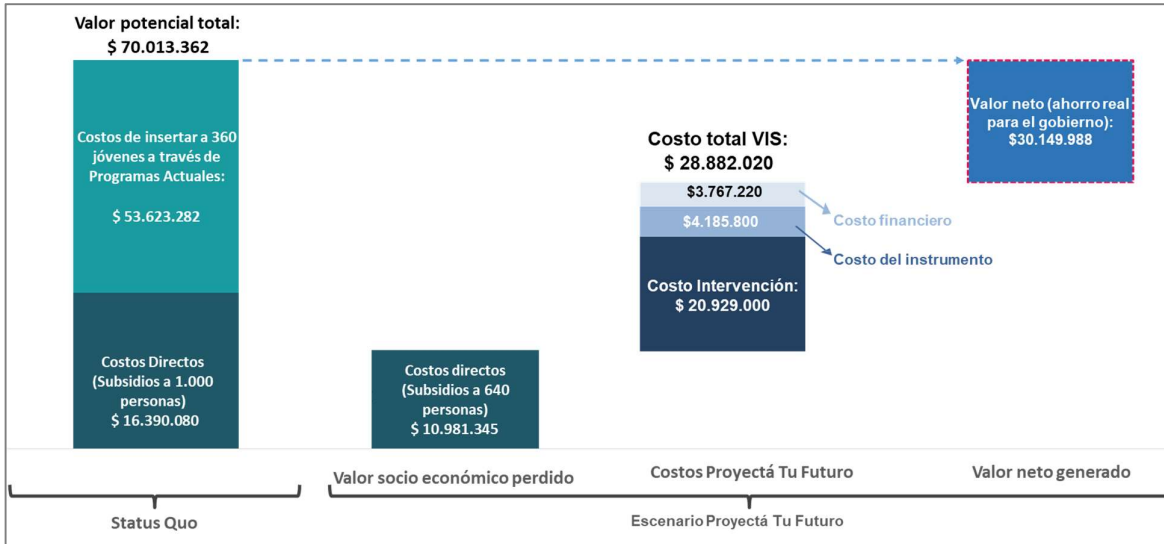 Valor potencial total:
$ 70.013.362
Costos de insertar a 360
jóvenes a través de
Programas Actuales:
$ 53.623.282
Costos Directos
(Subsidios a 1.000
personas)
$ 16.390.080
Costos directos
(Subsidios a 640
personas)
$ 10.981.345
Costo total VIS:
$ 28.882.020
$3.767.220
$4.185.800
Costo Intervención:
$ 20.929.000
Costo financiero
Costo del instrumento
Valor neto (ahorro real
para el gobierno):
$30.149.988
Valor socio económico perdido
Costos Proyectá Tu Futuro
Valor neto generado
Status Quo
Escenario Proyectá Tu Futuro